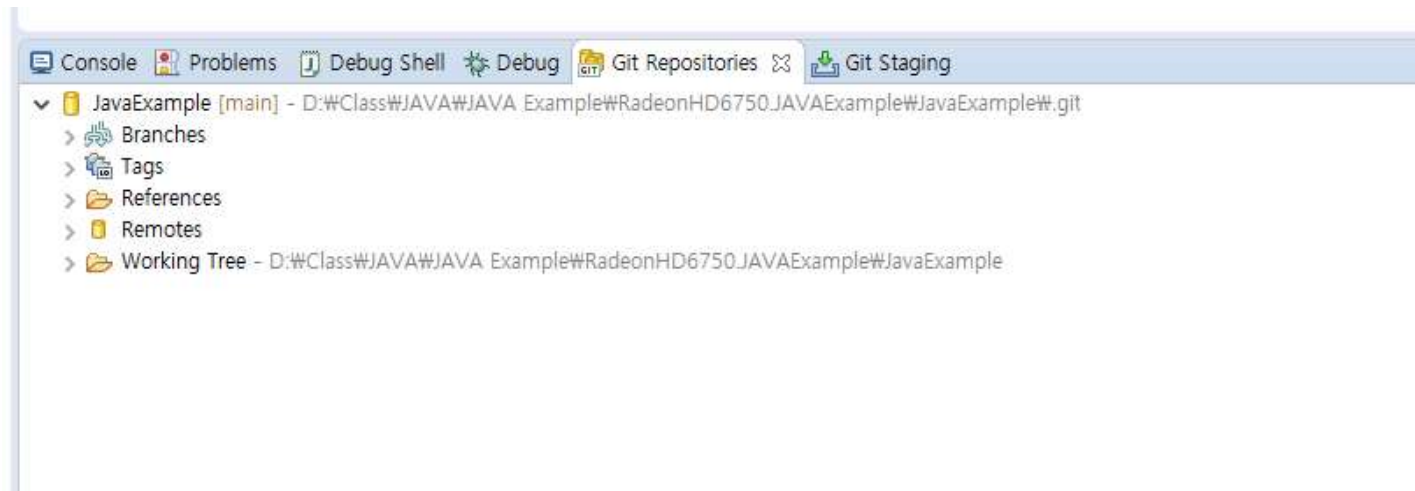 Console Problems Debug Shell Debug Git Repositories Git Staging
JavaExample [main] - D:₩Class₩JAVA₩JAVA Example₩RadeonHD6750.JAVAExample₩JavaExample₩.git
Branches
Tags
References
Remotes
Working Tree - D:₩Class₩JAVA₩JAVA Example₩RadeonHD6750.JAVAExample₩JavaExample